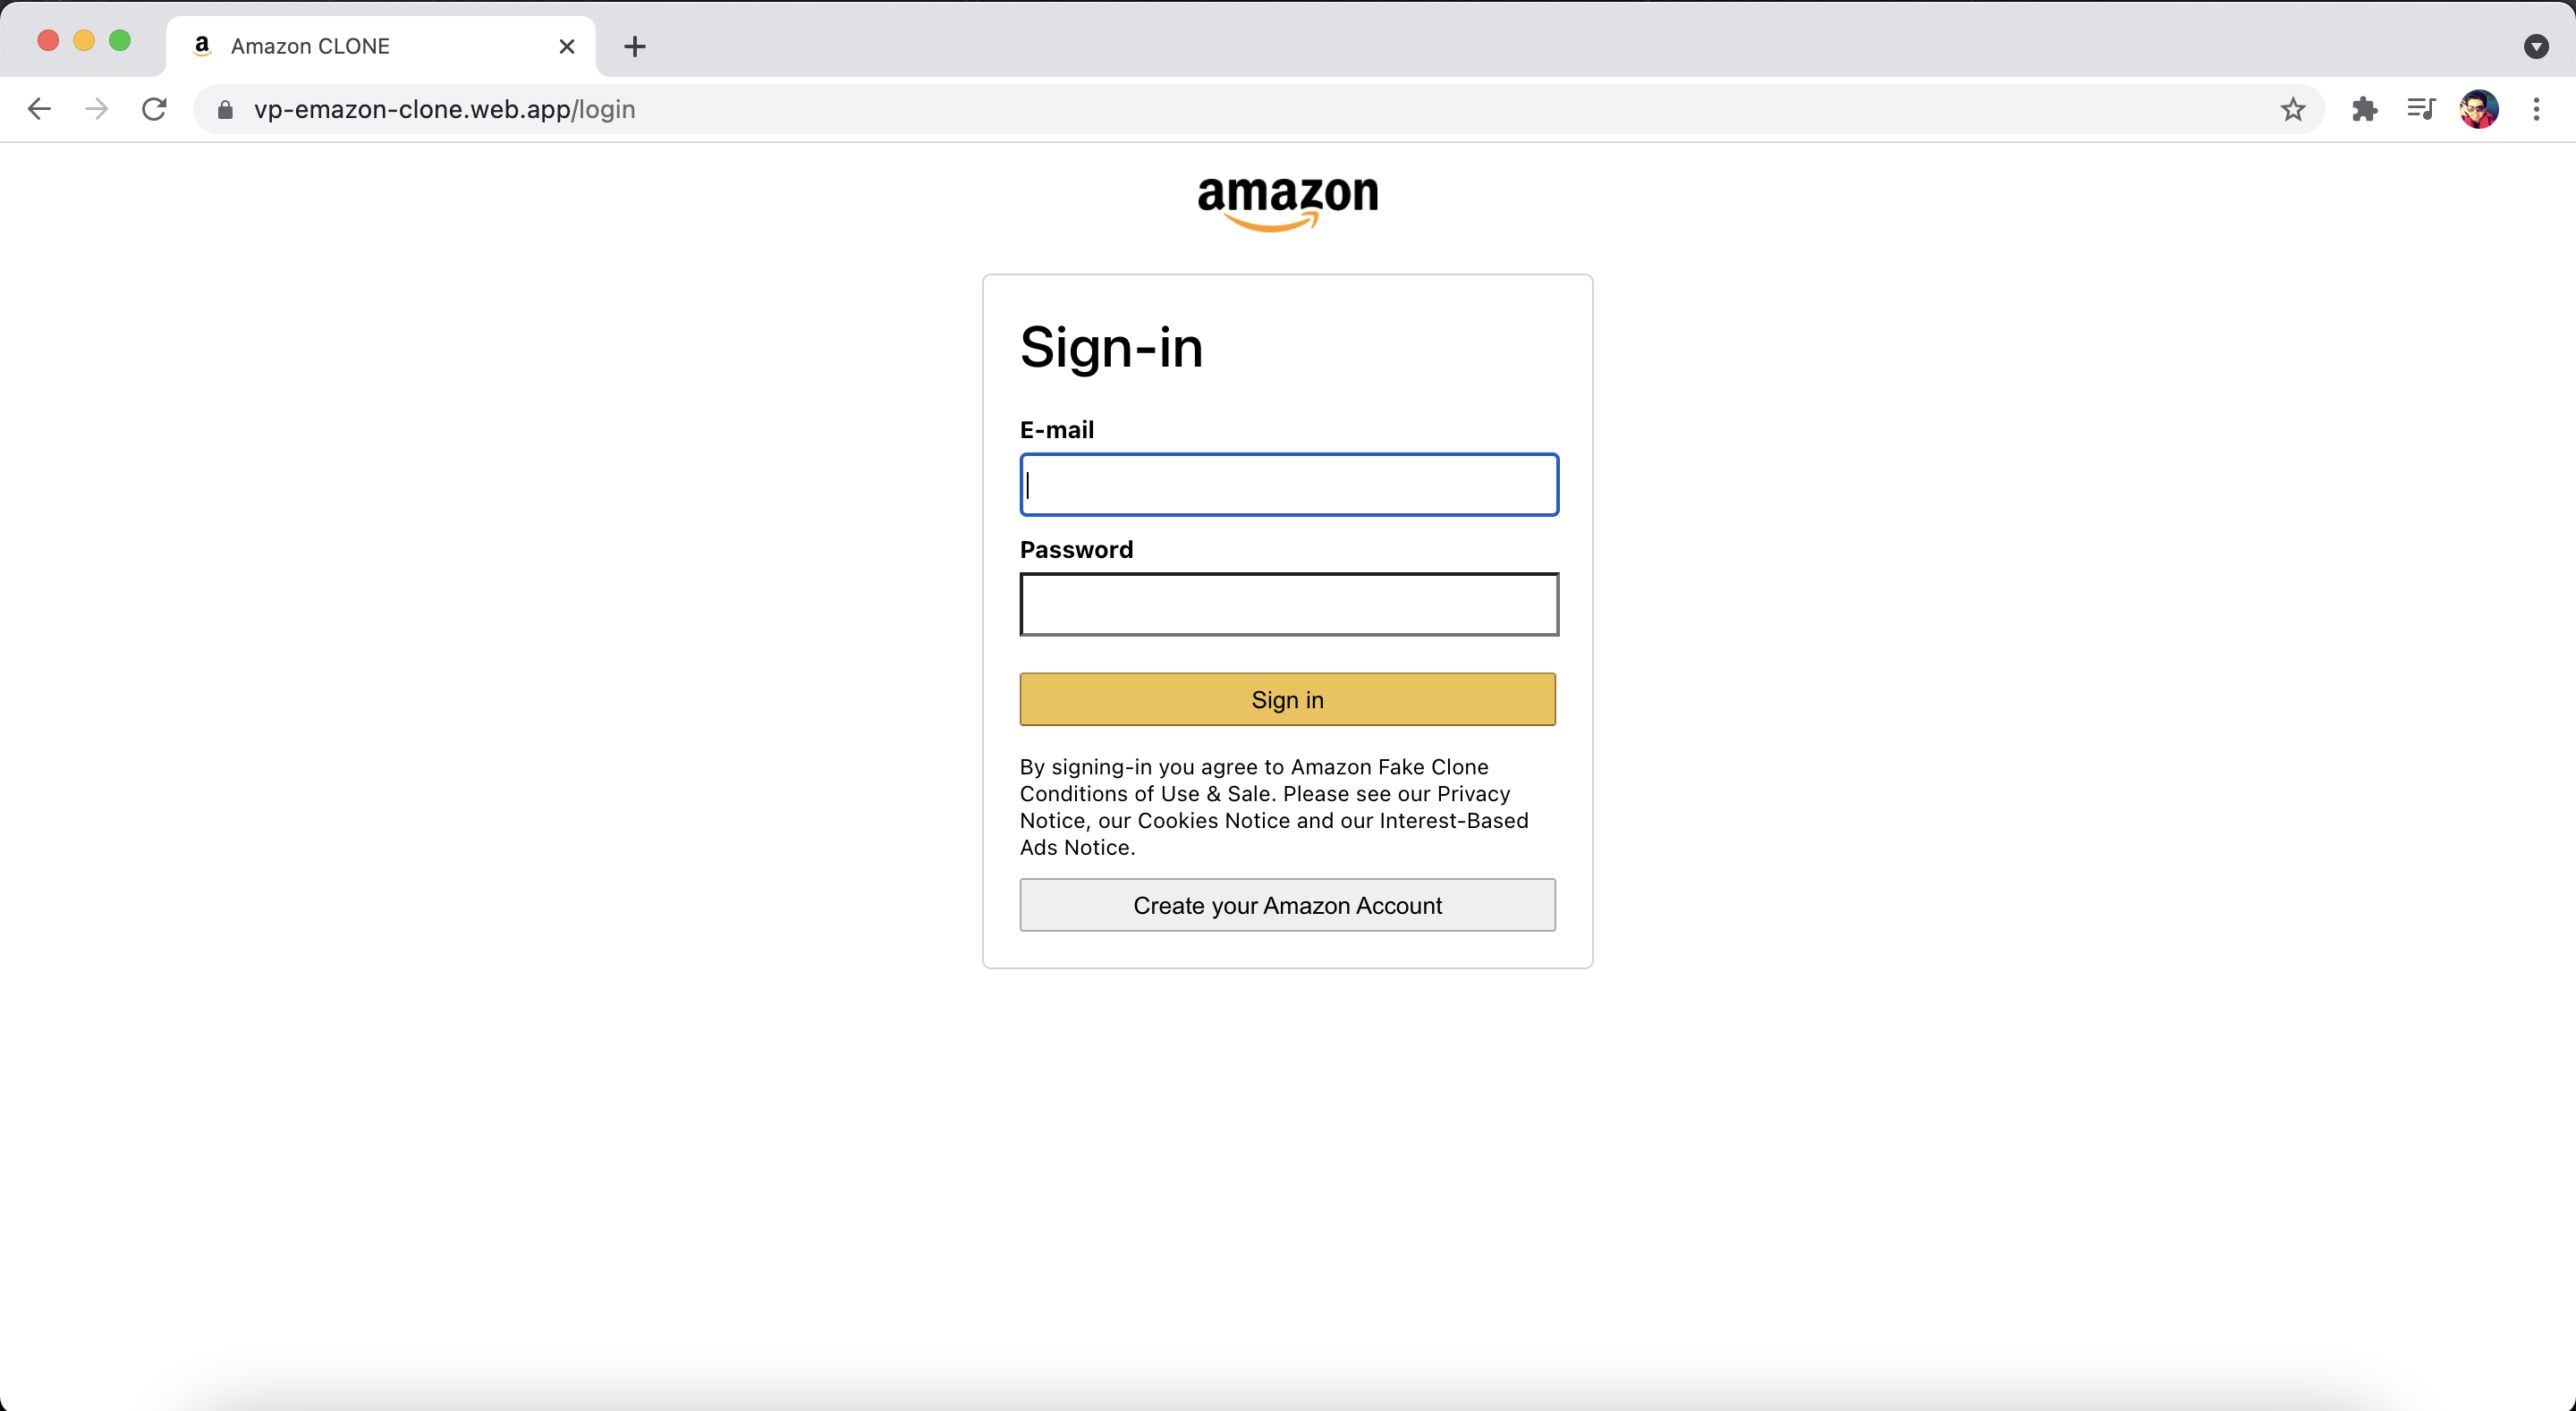 a Amazon CLONE
vp-emazon-clone.web.app/login
amazon
Sign-in
E-mail
Password
Sign in
By signing-in you agree to Amazon Fake Clone
Conditions of Use & Sale. Please see our Privacy
Notice, our Cookies Notice and our Interest-Based
Ads Notice.
Create your Amazon Account